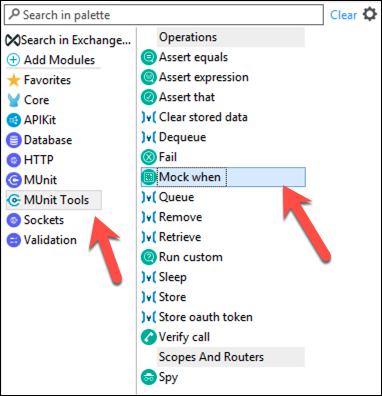 Search in palette
Clear
Search in Exchange...
Add Modules
Favorites
Core
APIKit
Database
HTTP
MUnit
MUnit Tools
Sockets
Validation
Operations
Assert equals
Assert expression
Assert that
Clear stored data
Dequeue
Fail
Mock when
Queue
Remove
Retrieve
Run custom
Sleep
Store
Store oauth token
Verify call
Scopes And Routers
Spy